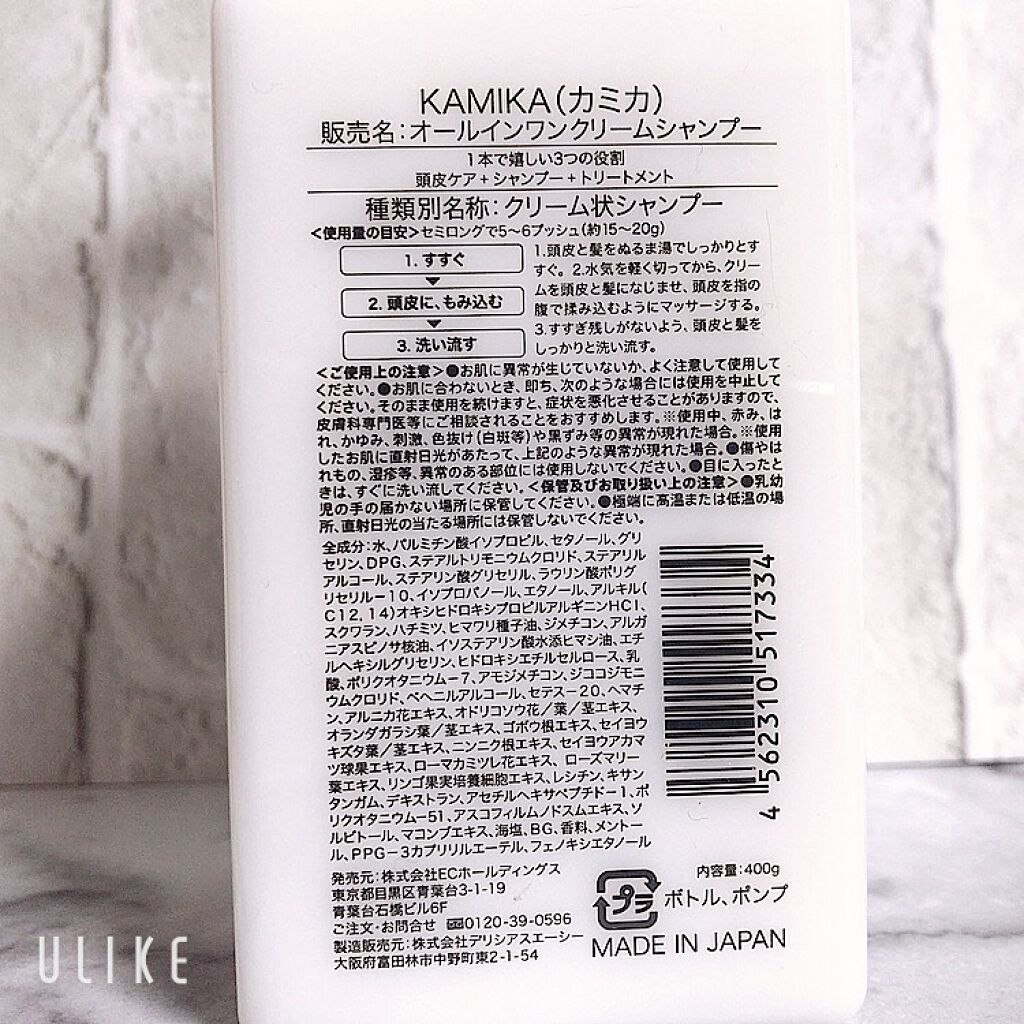 KAMIKA(カミカ)
販売名:オールインワンクリームシャンプー
1本で嬉しい3つの役割
頭皮ケア+シャンプー+トリートメント
種類別名称:クリーム状シャンプー
<使用量の目安>セミロングで5〜6プッシュ(約15〜20g)
1. すすぐ
2. 頭皮に、もみ込む
3. 洗い流す
1.頭皮と髪をぬるま湯でしっかりとす
すぐ。2.水気を軽く切ってから、クリー
ムを頭皮と髪になじませ、頭皮を指の
腹で揉み込むようにマッサージする。
3.すすぎ残しがないよう、頭皮と髪を
しっかりと洗い流す。
<ご使用上の注意>●お肌に異常が生じていないか、よく注意して使用して
ください。●お肌に合わないとき、即ち、次のような場合には使用を中止して
ください。そのまま使用を続けますと、症状を悪化させることがありますので、
皮膚科専門医等にご相談されることをおすすめします。※使用中、赤み、は
れ、かゆみ、刺激、色抜け(白斑等)や黒ずみ等の異常が現れた場合。※使用
したお肌に直射日光があたって、上記のような異常が現れた場合。●傷やは
れもの、湿疹等、異常のある部位には使用しないでください。●目に入ったと
きは、すぐに洗い流してください。<保管及びお取り扱い上の注意>●乳幼
児の手の届かない場所に保管してください。●極端に高温または低温の場
所、直射日光の当たる場所には保管しないでください。
全成分:水、パルミチン酸イソプロピル、セタノール、グリ
セリン、DPG、ステアルトリモニウムクロリド、ステアリル
アルコール、ステアリン酸グリセリル、ラウリン酸ポリグ
リセリル-10、イソプロパノール、エタノール、アルキル(
C12,14)オキシヒドロキシプロピルアルギニンHCl、
スクワラン、ハチミツ、ヒマワリ種子油、ジメチコン、アルガ
ニアスピノサ核油、イソステアリン酸水添ヒマシ油、エチ
ルヘキシルグリセリン、ヒドロキシエチルセルロース、乳
酸、ポリクオタニウム-7、アモジメチコン、ジココジモニ
ウムクロリド、ベヘニルアルコール、セテス-20、ヘマチ
ン、アルニカ花エキス、オドリコソウ花/葉/茎エキス、
オランダガラシ葉/茎エキス、ゴボウ根エキス、セイヨウ
キズタ葉/茎エキス、ニンニク根エキス、セイヨウアカマ
ツ球果エキス、ローマカミツレ花エキス、ローズマリー
葉エキス、リンゴ果実培養細胞エキス、レシチン、キサン
タンガム、デキストラン、アセチルヘキサペプチド-1、ポ
リクオタニウム-51、アスコフィルムノドスムエキス、ソ
ルビトール、マコンブエキス、海塩、BG、香料、メントー
ル、PPG-3カプリリルエーテル、フェノキシエタノール
4 562310 517334
発売元:株式会社ECホールディングス
東京都目黒区青葉台3-1-19
青葉台石橋ビル6F
ご注文・お問合せ 0120-39-0596
製造販売元:株式会社デリシアスエーシー
大阪府富田林市中野町東2-1-54
内容量:400g
プラ ボトル、ポンプ
MADE IN JAPAN
ULIKE